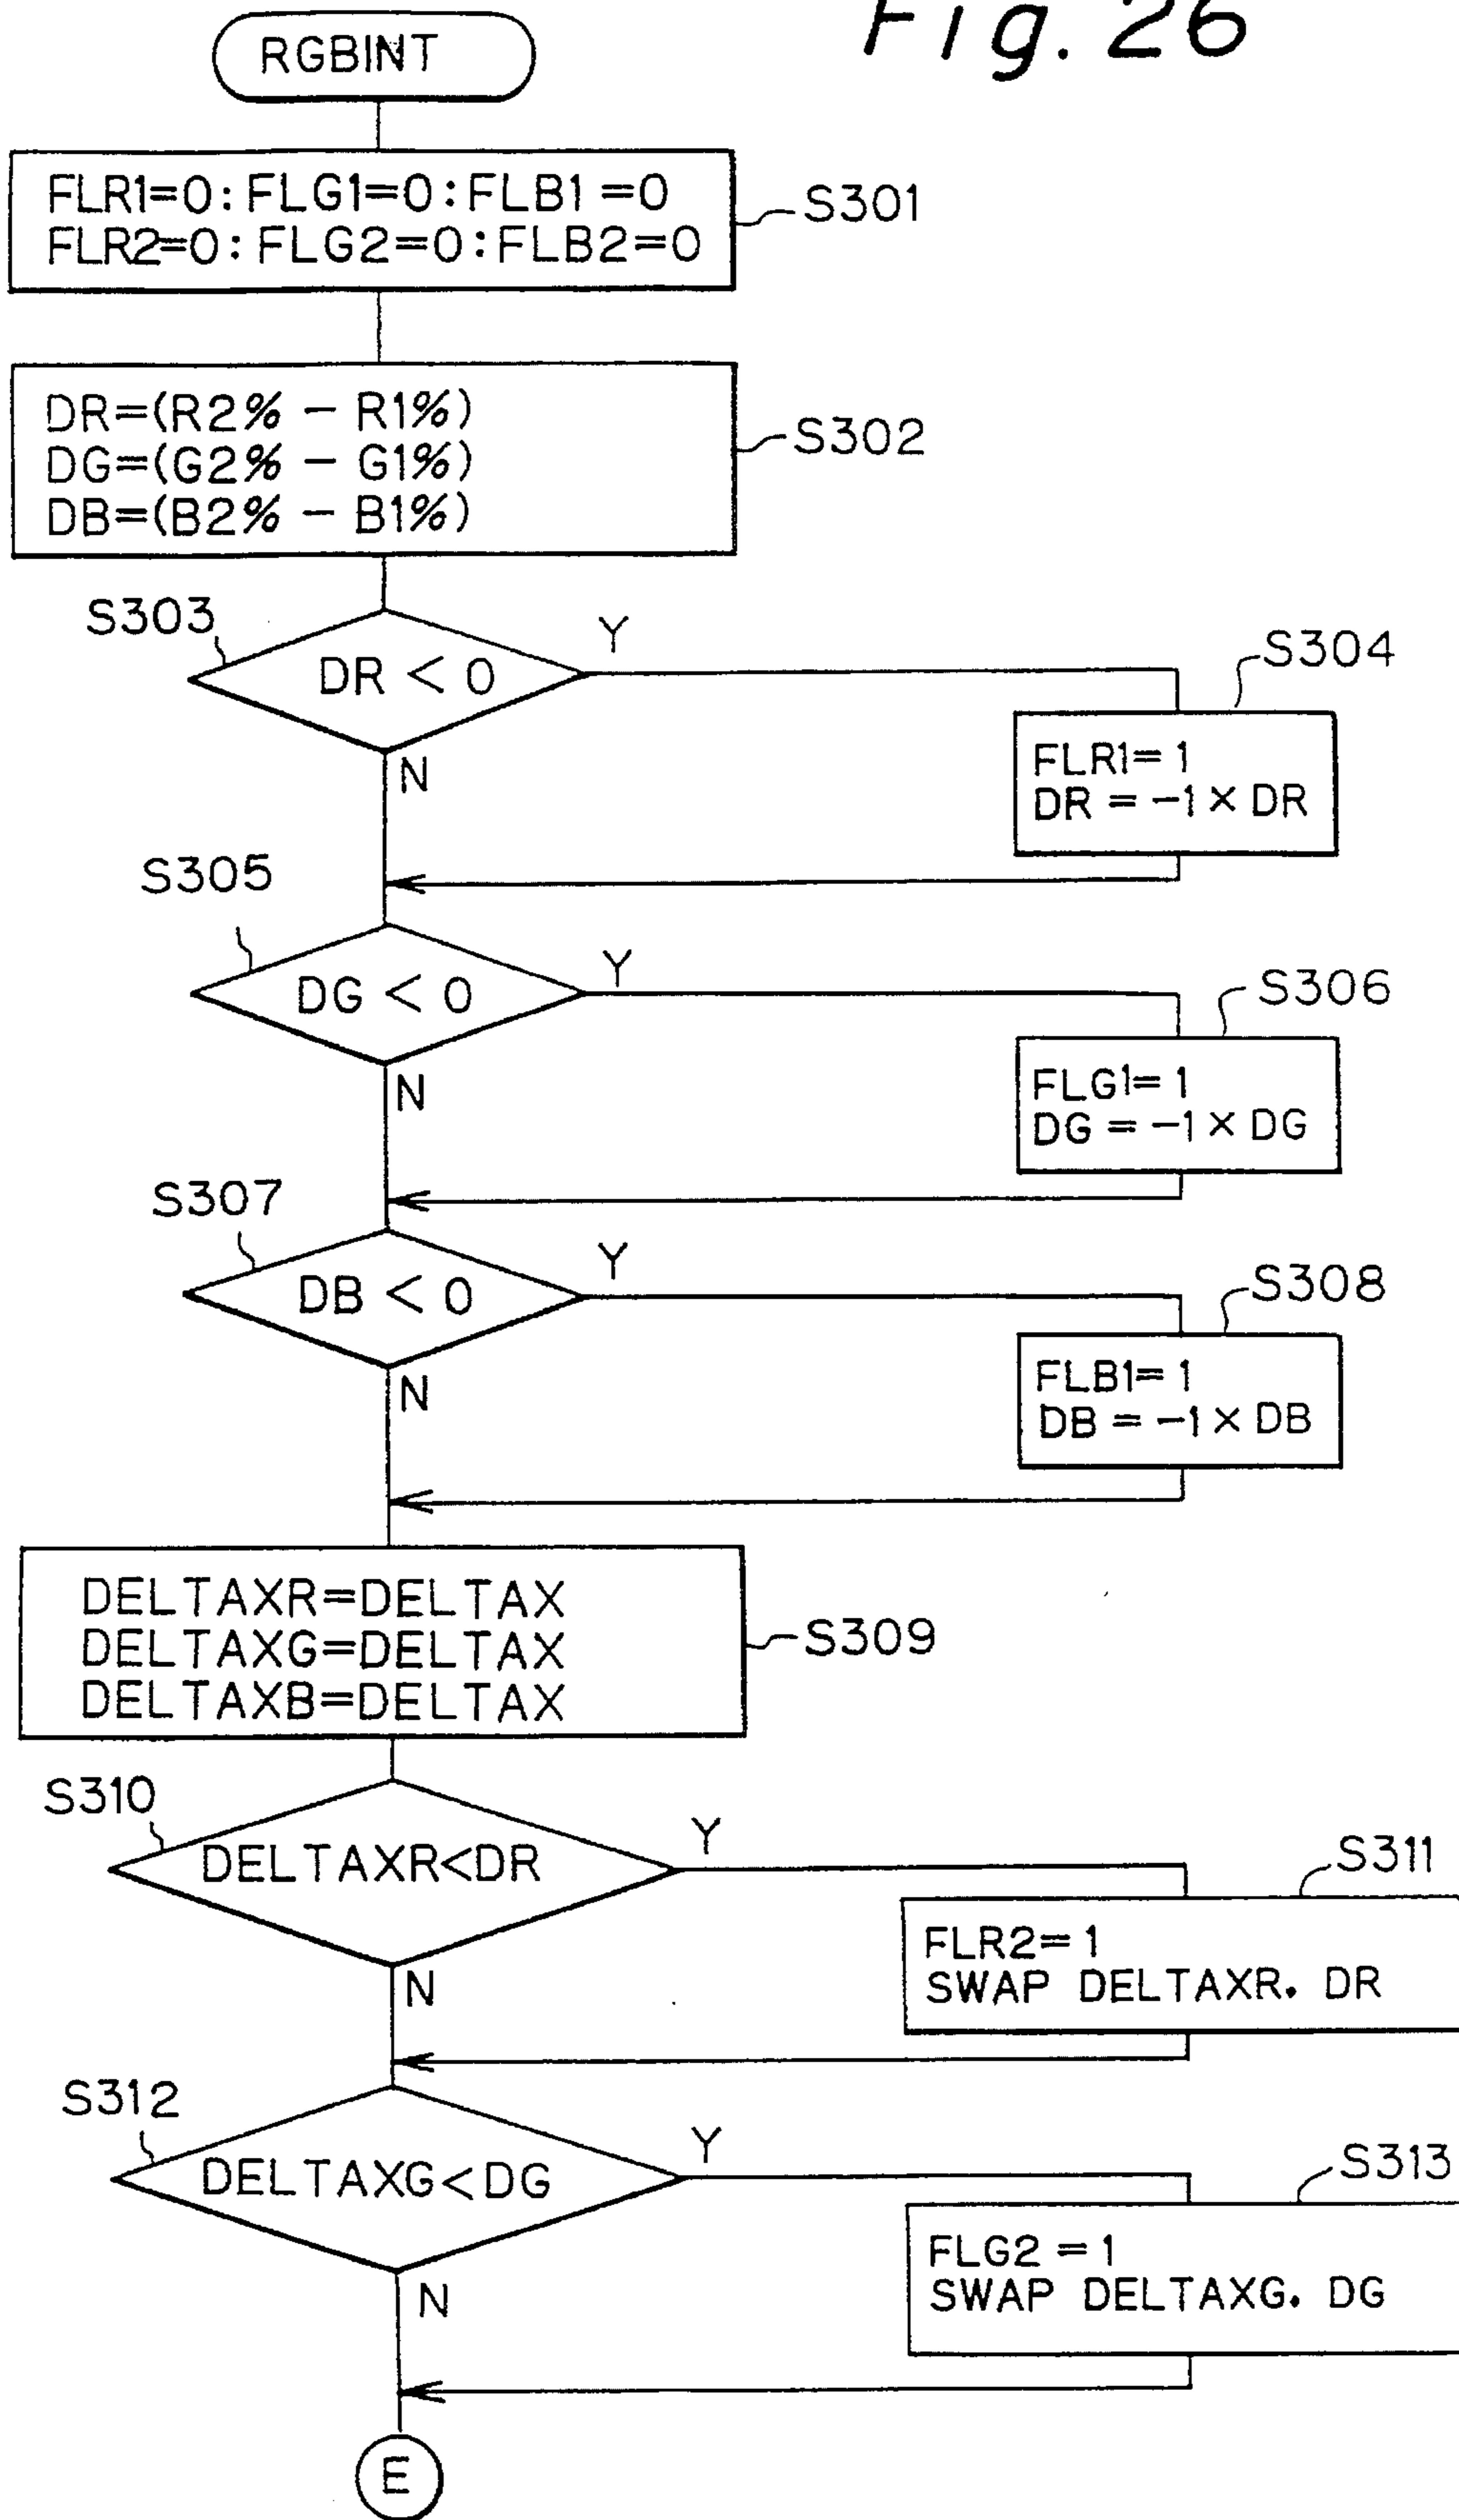 Fig. 26
RGBINT
FLR1=0:FLG1=0:FLB1=0
FLR2=0:FLG2=0:FLB2=0
S301
DR=(R2% - R1%)
DG=(G2% - G1%)
DB=(B2% - B1%)
S302
S303
DR < 0
Y
N
S304
FLR1=1
DR = -1 × DR
S305
DG < 0
Y
N
S306
FLG1=1
DG = -1 × DG
S307
DB < 0
Y
N
S308
FLB1=1
DB = -1 × DB
DELTAXR=DELTAX
DELTAXG=DELTAX
DELTAXB=DELTAX
S309
S310
DELTAXR<DR
Y
N
S311
FLR2=1
SWAP DELTAXR. DR
S312
DELTAXG<DG
Y
N
S313
FLG2=1
SWAP DELTAXG. DG
E